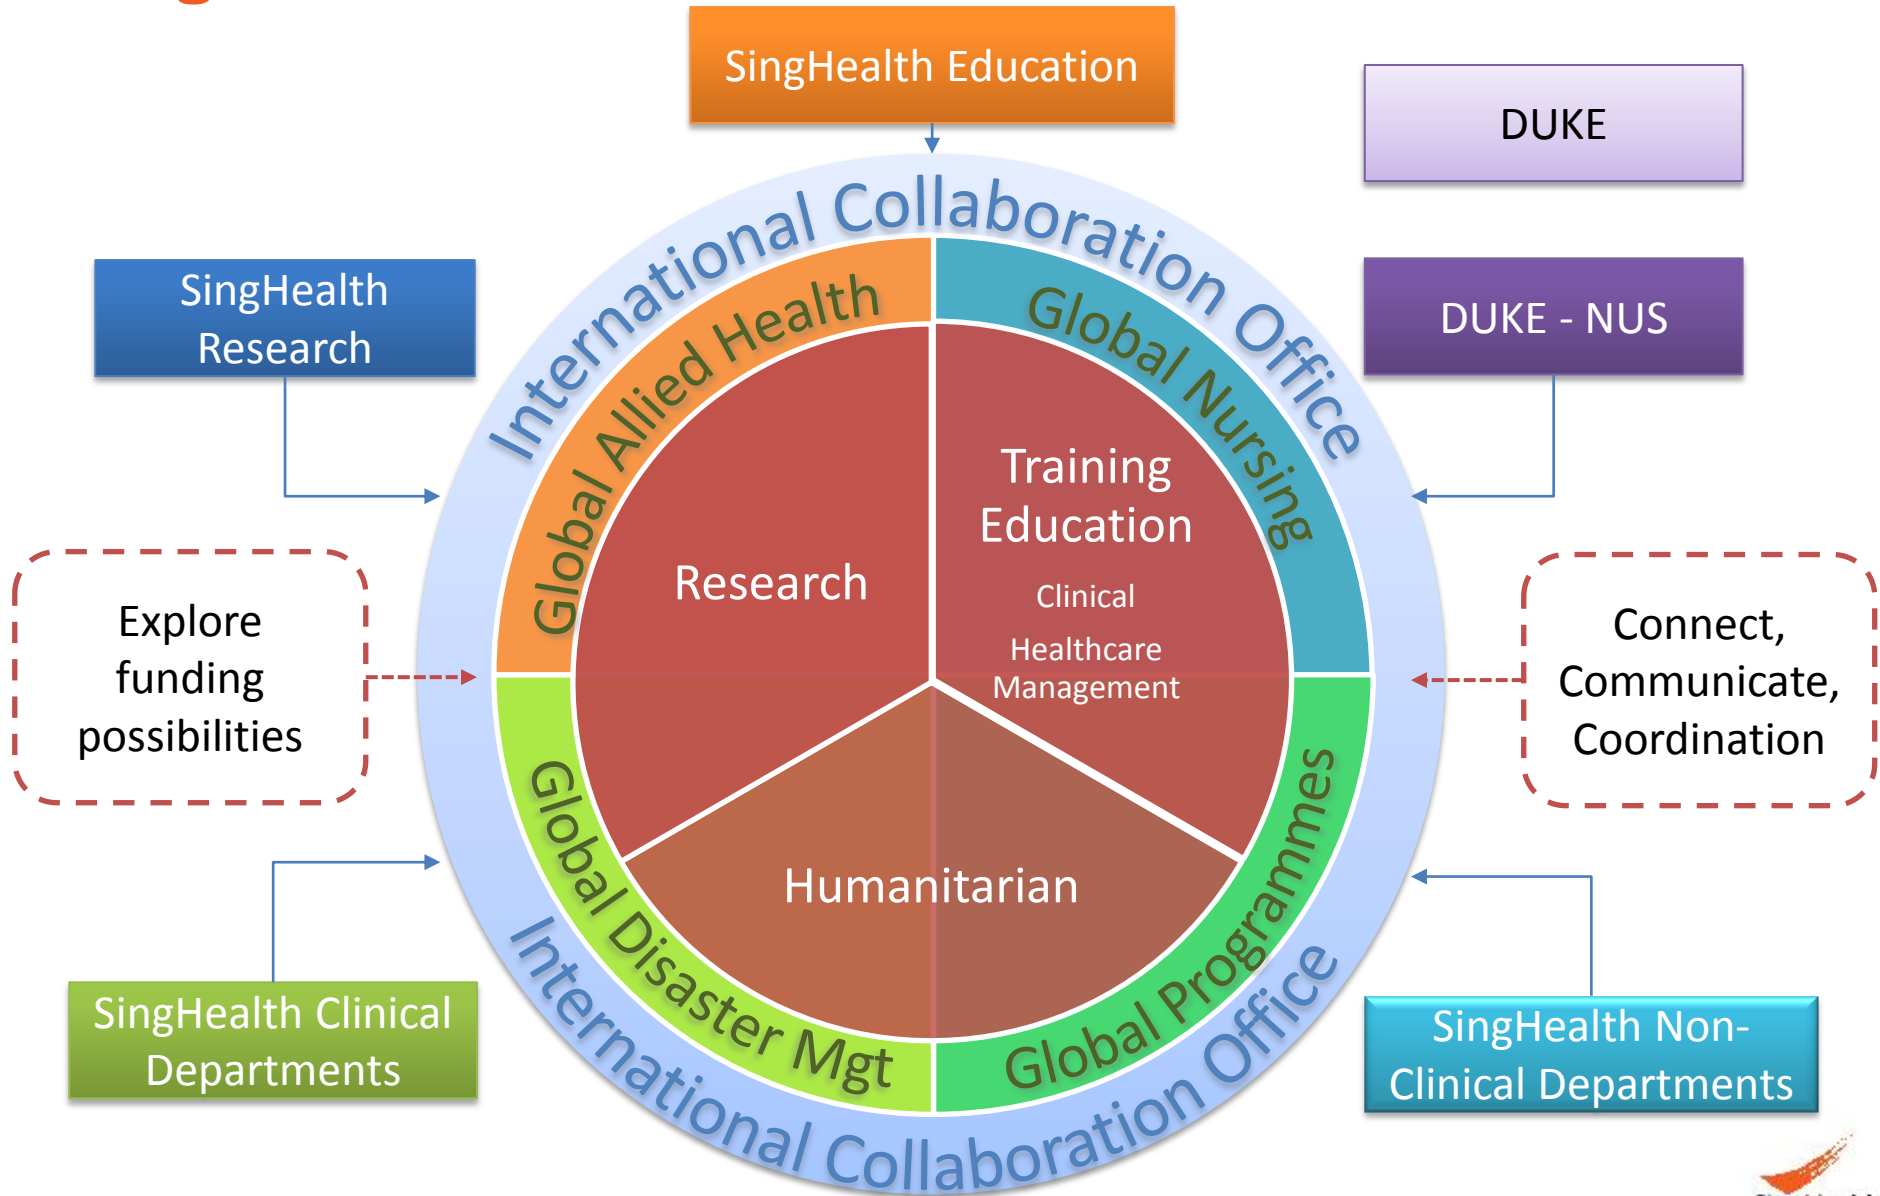 SingHealth Education
DUKE
SingHealth
Research
DUKE - NUS
International Collaboration Office
Global Allied Health
Global Nursing
Research
Training
Education
Clinical
Healthcare
Management
Explore
funding
possibilities
Connect,
Communicate,
Coordination
Humanitarian
Global Disaster Mgt
Global Programmes
International Collaboration Office
SingHealth Clinical
Departments
SingHealth Non-
Clinical Departments